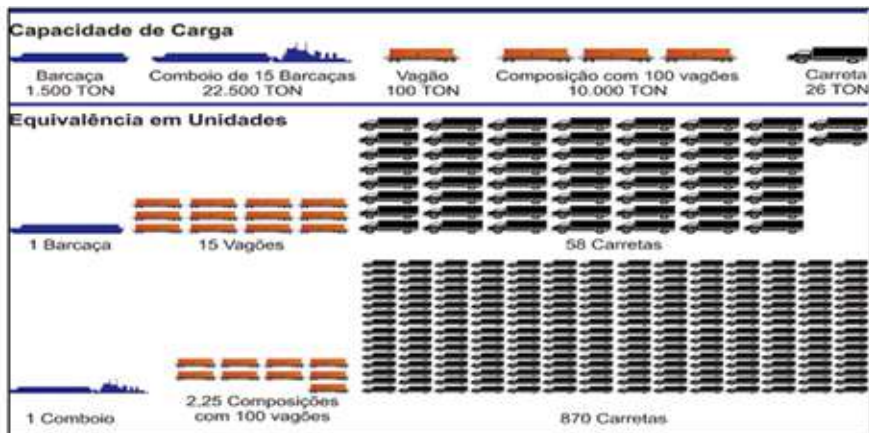 Capacidade de Carga
Barcaça
1.500 TON
Comboio de 15 Barcaças
22.500 TON
Vagão
100 TON
Composição com 100 vagões
10.000 TON
Carreta
26 TON
Equivalência em Unidades
1 Barcaça
15 Vagões
58 Carretas
1 Comboio
2,25 Composições
com 100 vagões
870 Carretas